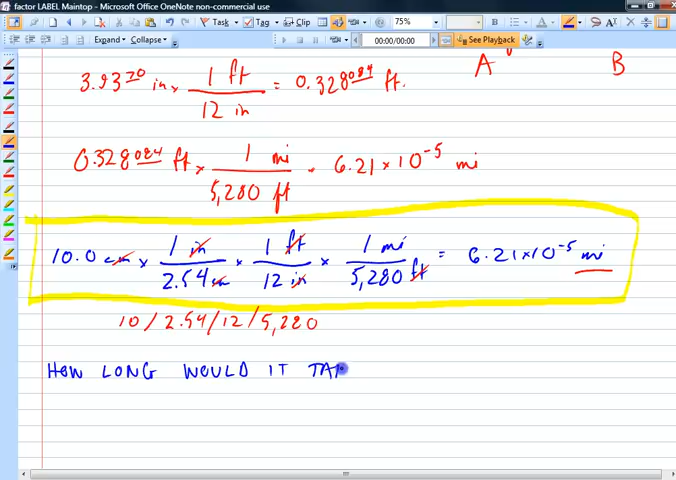 factor LABEL Maintop - Microsoft Office OneNote non-commercial use
Task Tag 75%
Expand Collapse 00:00/00:00 See Playback
A B
3.9370 in × 1 ft / 12 in = 0.328084 ft.
0.328084 ft × 1 mi / 5,280 ft = 6.21 × 10⁻⁵ mi
10.0 cm × 1 in / 2.54 cm × 1 ft / 12 in × 1 mi / 5,280 ft = 6.21 × 10⁻⁵ mi
10 / 2.54 / 12 / 5,280
HOW LONG WOULD IT TAK